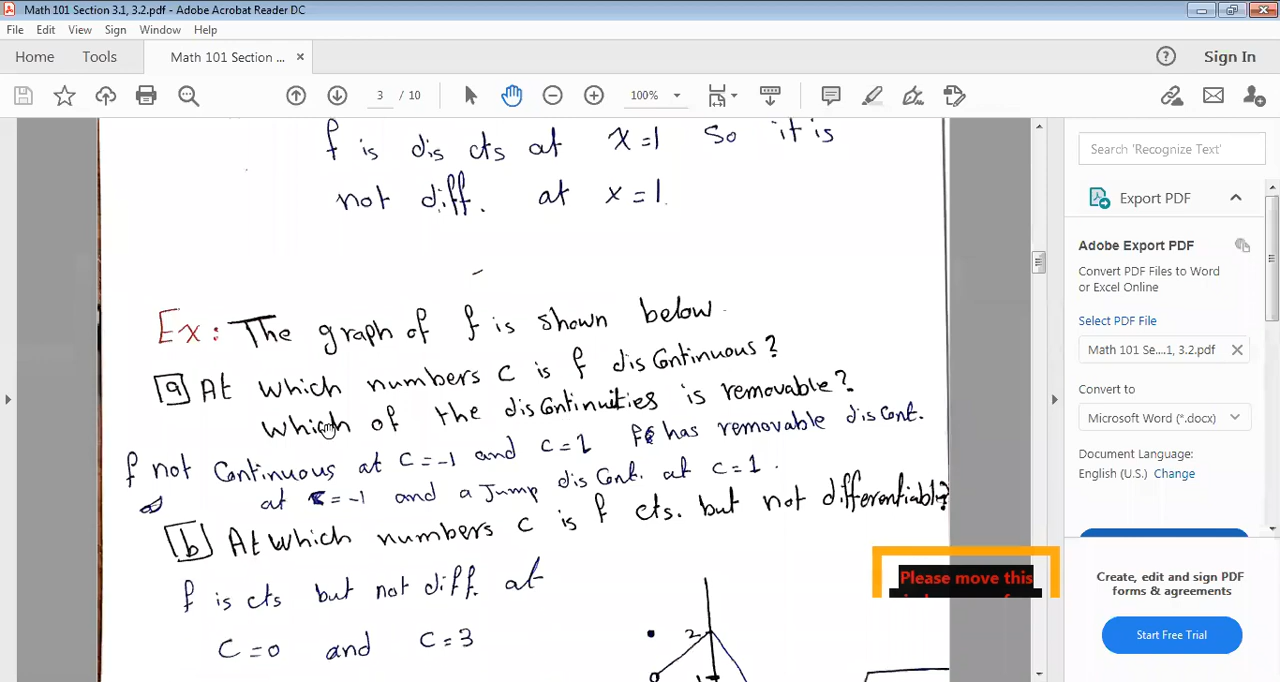 Math 101 Section 3.1, 3.2.pdf - Adobe Acrobat Reader DC
File Edit View Sign Window Help
Home Tools Math 101 Section ... × Sign In
3 / 10 100%
f is dis cts at x=1 So it is
not diff. at x=1.
Search 'Recognize Text'
Export PDF
Adobe Export PDF
Convert PDF Files to Word
or Excel Online
Select PDF File
Math 101 Se....1, 3.2.pdf
Convert to
Microsoft Word (*.docx)
Document Language:
English (U.S.) Change
Create, edit and sign PDF
forms & agreements
Start Free Trial
Ex: The graph of f is shown below.
a At which numbers c is f discontinuous?
which of the discontinuities is removable?
f not Continuous at c=-1 and c=1 f has removable discont.
at = -1 and a Jump dis Cont. at c=1.
b At which numbers c is f cts. but not differentiable?
f is cts but not diff. at
C=0 and C=3
2
1
Please move this